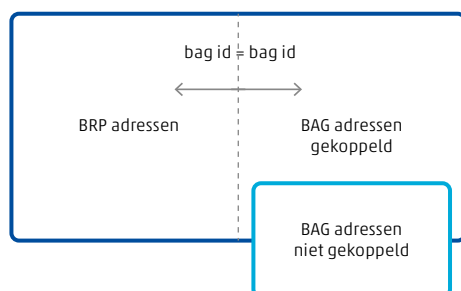 bag id = bag id
BRP adressen
BAG adressen
gekoppeld
BAG adressen
niet gekoppeld